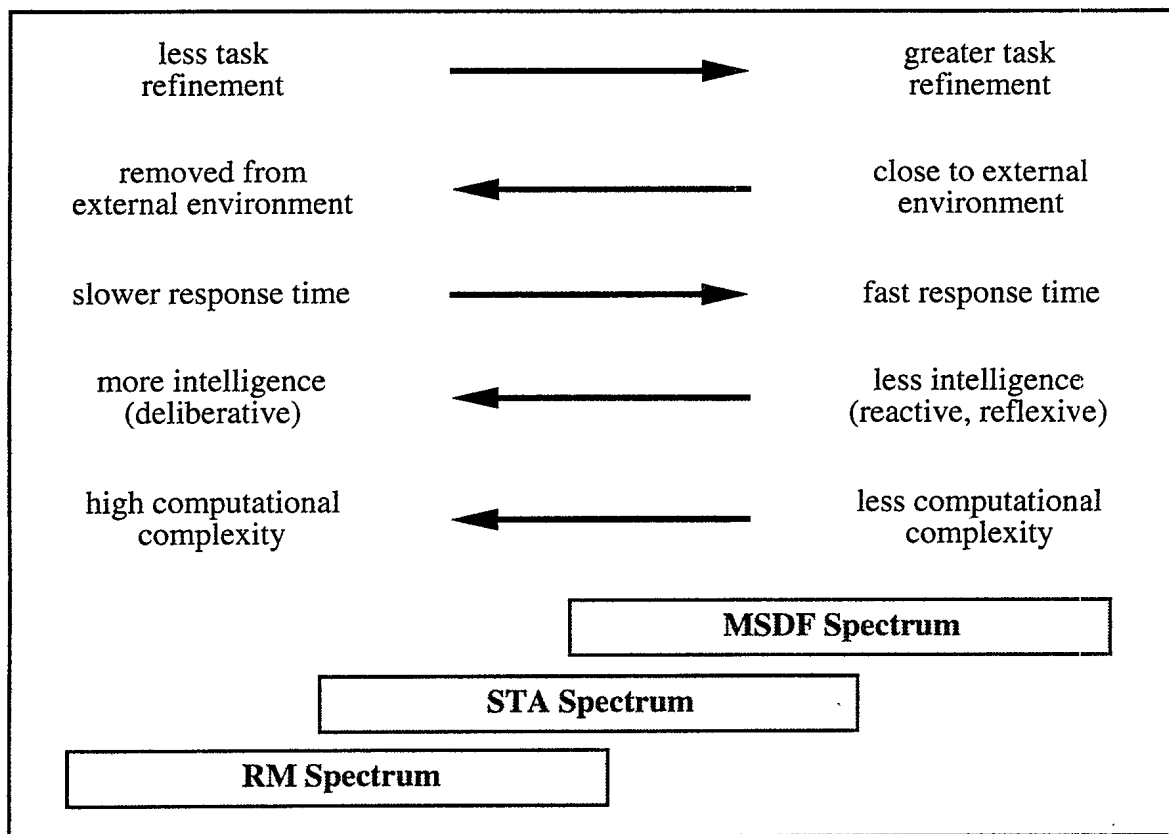 less task
refinement
greater task
refinement
removed from
external environment
close to external
environment
slower response time
fast response time
more intelligence
(deliberative)
less intelligence
(reactive, reflexive)
high computational
complexity
less computational
complexity
MSDF Spectrum
STA Spectrum
RM Spectrum